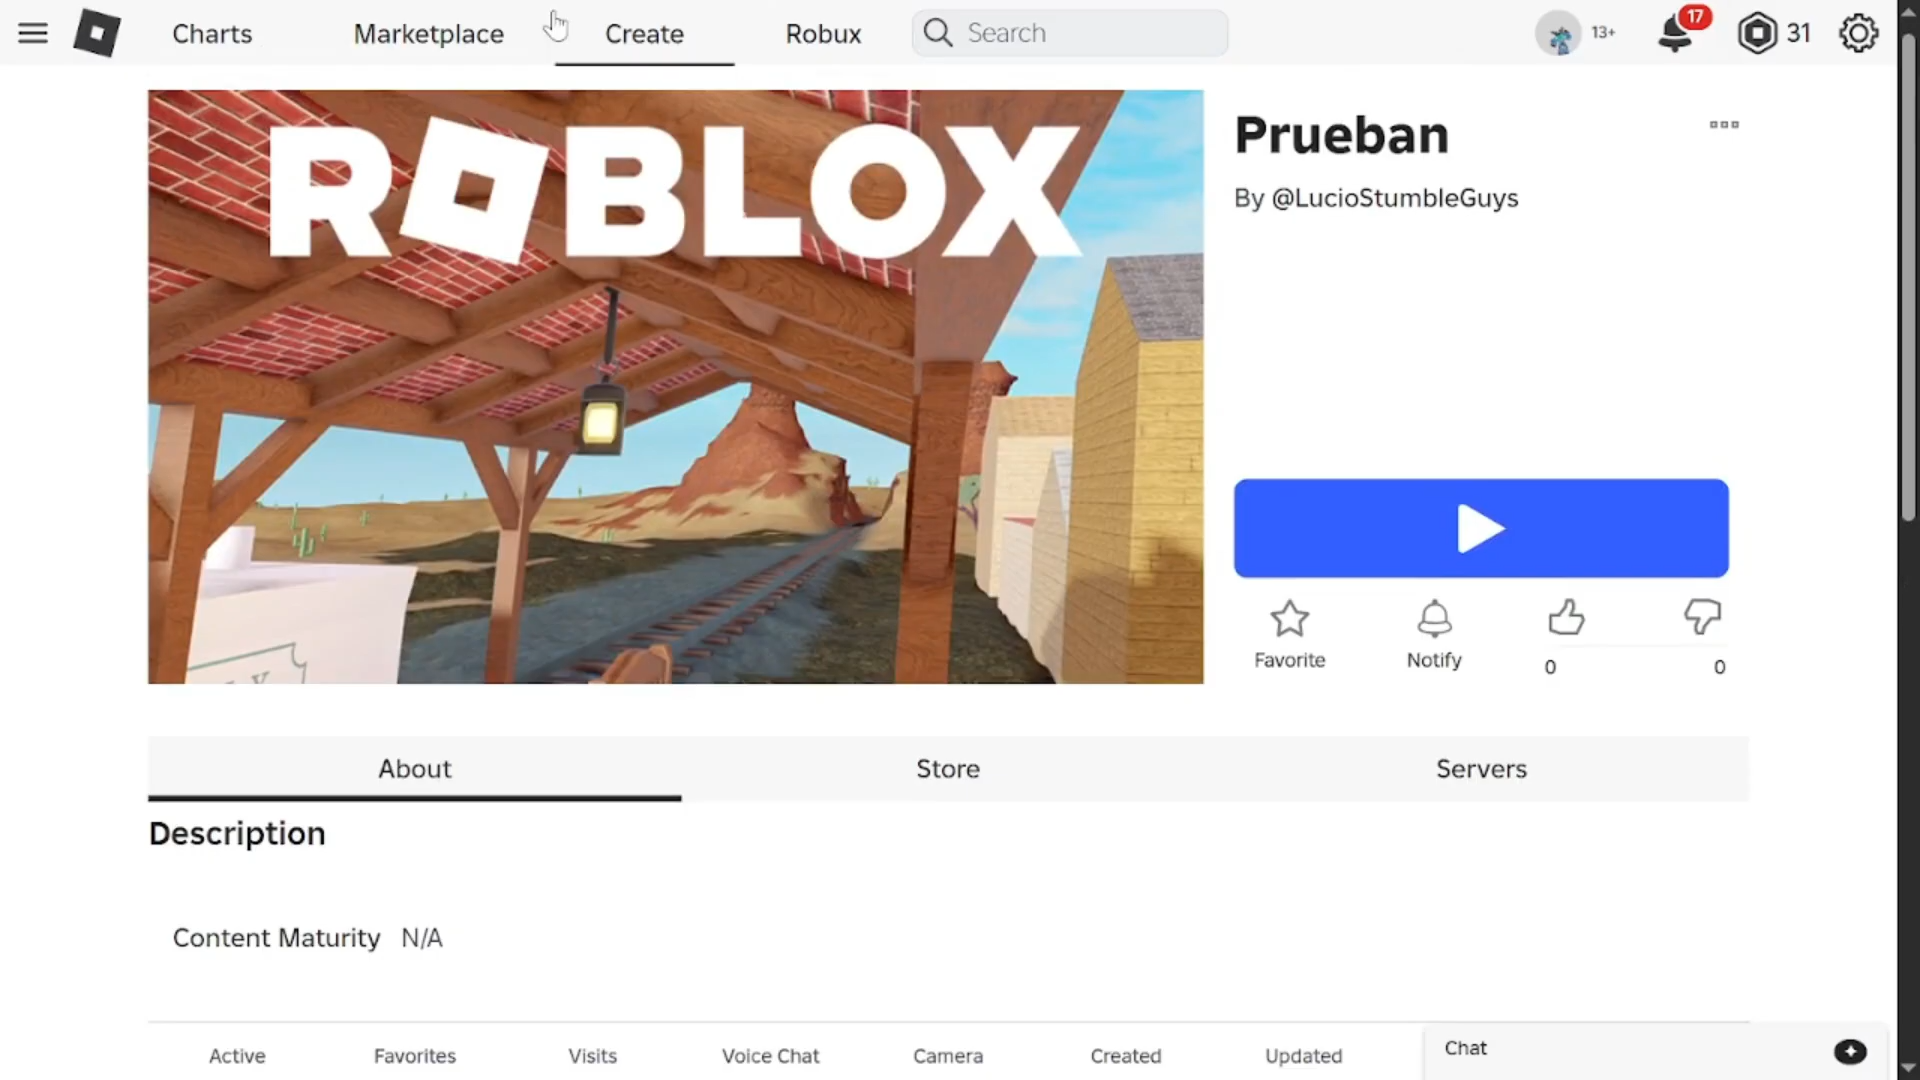 Charts Marketplace Create Robux Search 13+ 17 31
ROBLOX
Prueban
By @LucioStumbleGuys
Favorite Notify 0 0
About Store Servers
Description
Content Maturity N/A
Active Favorites Visits Voice Chat Camera Created Updated
Chat